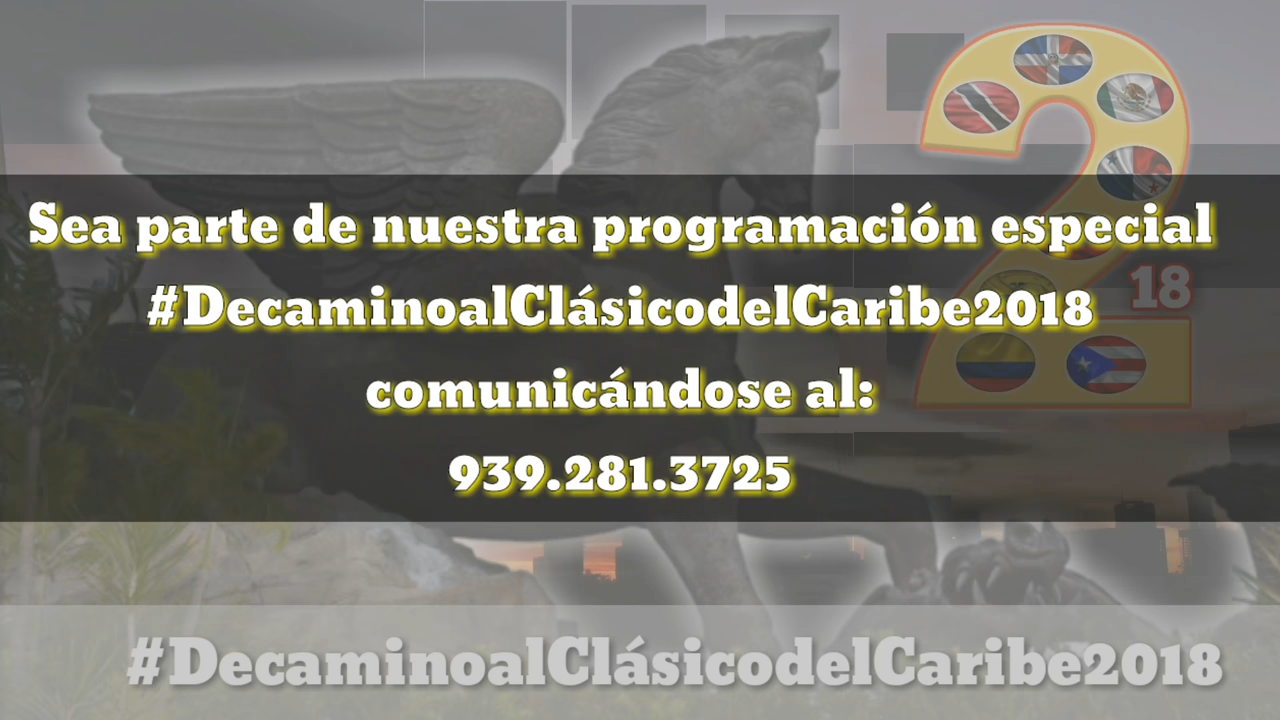 Sea parte de nuestra programación especial
#DecaminoalClásicodelCaribe2018
comunicándose al:
939.281.3725
18
#DecaminoalClásicodelCaribe2018